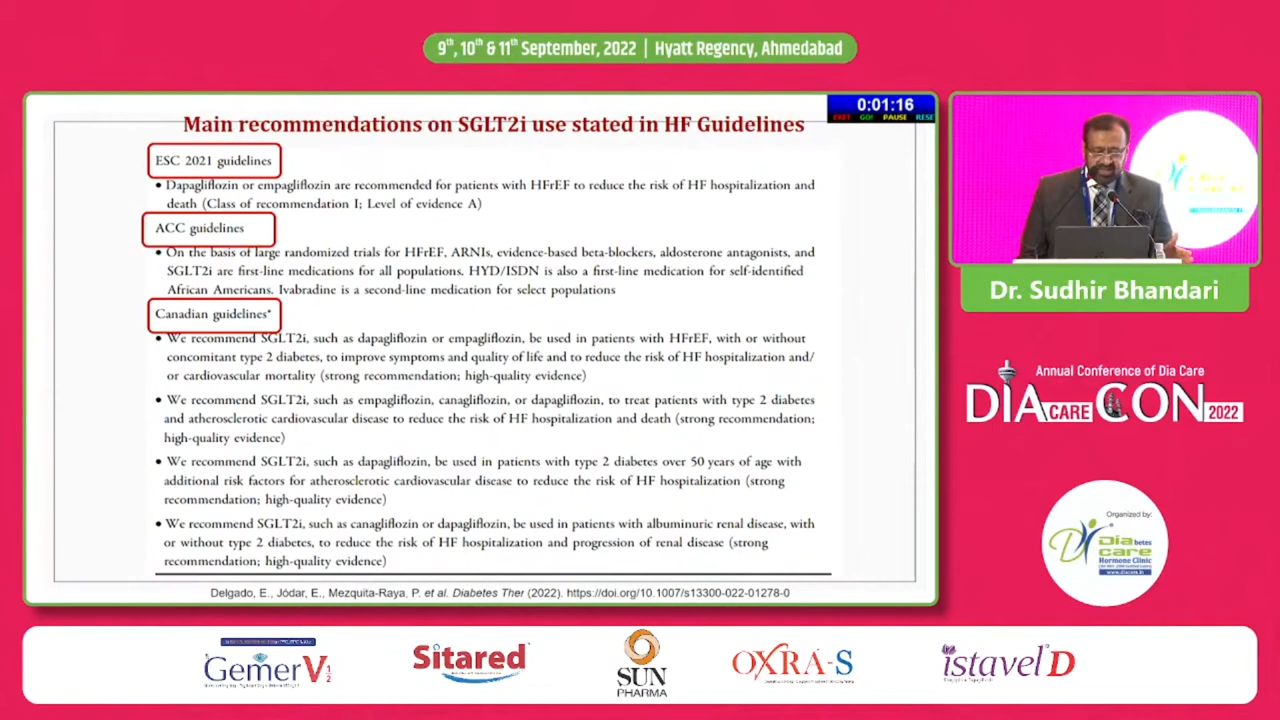 9th, 10th & 11th September, 2022 | Hyatt Regency, Ahmedabad
0:01:16
EXIT GO! PAUSE RESE
Main recommendations on SGLT2i use stated in HF Guidelines
ESC 2021 guidelines
• Dapagliflozin or empagliflozin are recommended for patients with HFrEF to reduce the risk of HF hospitalization and
death (Class of recommendation I; Level of evidence A)
ACC guidelines
• On the basis of large randomized trials for HFrEF, ARNIs, evidence-based beta-blockers, aldosterone antagonists, and
SGLT2i are first-line medications for all populations. HYD/ISDN is also a first-line medication for self-identified
African Americans. Ivabradine is a second-line medication for select populations
Canadian guidelines*
• We recommend SGLT2i, such as dapagliflozin or empagliflozin, be used in patients with HFrEF, with or without
concomitant type 2 diabetes, to improve symptoms and quality of life and to reduce the risk of HF hospitalization and/
or cardiovascular mortality (strong recommendation; high-quality evidence)
• We recommend SGLT2i, such as empagliflozin, canagliflozin, or dapagliflozin, to treat patients with type 2 diabetes
and atherosclerotic cardiovascular disease to reduce the risk of HF hospitalization and death (strong recommendation;
high-quality evidence)
• We recommend SGLT2i, such as dapagliflozin, be used in patients with type 2 diabetes over 50 years of age with
additional risk factors for atherosclerotic cardiovascular disease to reduce the risk of HF hospitalization (strong
recommendation; high-quality evidence)
• We recommend SGLT2i, such as canagliflozin or dapagliflozin, be used in patients with albuminuric renal disease, with
or without type 2 diabetes, to reduce the risk of HF hospitalization and progression of renal disease (strong
recommendation; high-quality evidence)
Delgado, E., Jódar, E., Mezquita-Raya, P. et al. Diabetes Ther (2022). https://doi.org/10.1007/s13300-022-01278-0
Dr. Sudhir Bhandari
Annual Conference of Dia Care
DIA CARE CON 2022
Organized by:
Diabetes
care
Hormone Clinic
www.diacare.in
Gemer V 1/2
Sitared
SUN
PHARMA
OXRA-S
istavel D